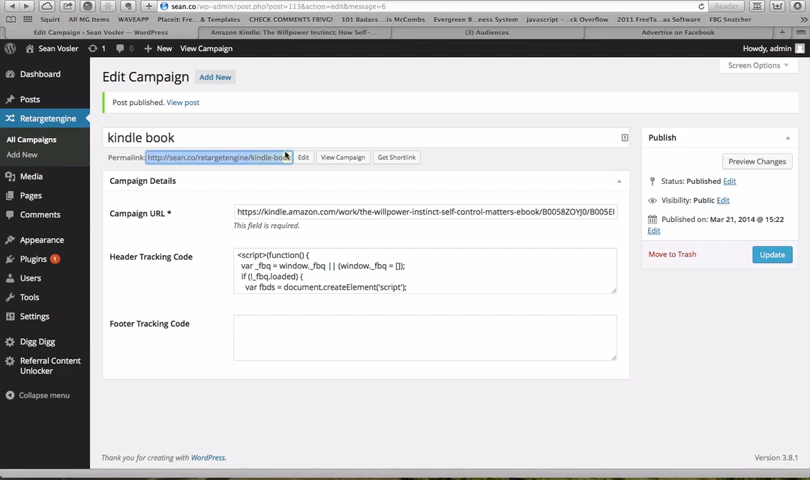 sean.co/wp-admin/post.php?post=113&action=edit&message=6
Reader
Squirt All My Items WAVEAPP Placeit: Free & Templates CHECK COMMENTS FB!VG! 101 Badass ... is McCombs Evergreen B...ness System javascript -...ck Overflow 2011 FreeTa...ax Software FBG Snatcher
Edit Campaign ‹ Sean Vosler — WordPress
Amazon Kindle: The Willpower Instinct: How Self-...
(3) Audiences
Advertise on Facebook
Sean Vosler 1 0 + New View Campaign
Howdy, admin
Screen Options
Dashboard
Posts
Retargetengine
All Campaigns
Add New
Media
Pages
Comments
Appearance
Plugins 1
Users
Tools
Settings
Digg Digg
Referral Content
Unlocker
Collapse menu
Edit Campaign Add New
Post published. View post
kindle book
Permalink: http://sean.co/retargetengine/kindle-book Edit View Campaign Get Shortlink
Campaign Details
Campaign URL *
https://kindle.amazon.com/work/the-willpower-instinct-self-control-matters-ebook/B0058ZOYJ0/B005EI
This field is required.
Header Tracking Code
<script>(function() {
var _fbq = window._fbq || (window._fbq = []);
if (!_fbq.loaded) {
var fbds = document.createElement('script');
Footer Tracking Code
Publish
Preview Changes
Status: Published Edit
Visibility: Public Edit
Published on: Mar 21, 2014 @ 15:22
Edit
Move to Trash
Update
Thank you for creating with WordPress.
Version 3.8.1